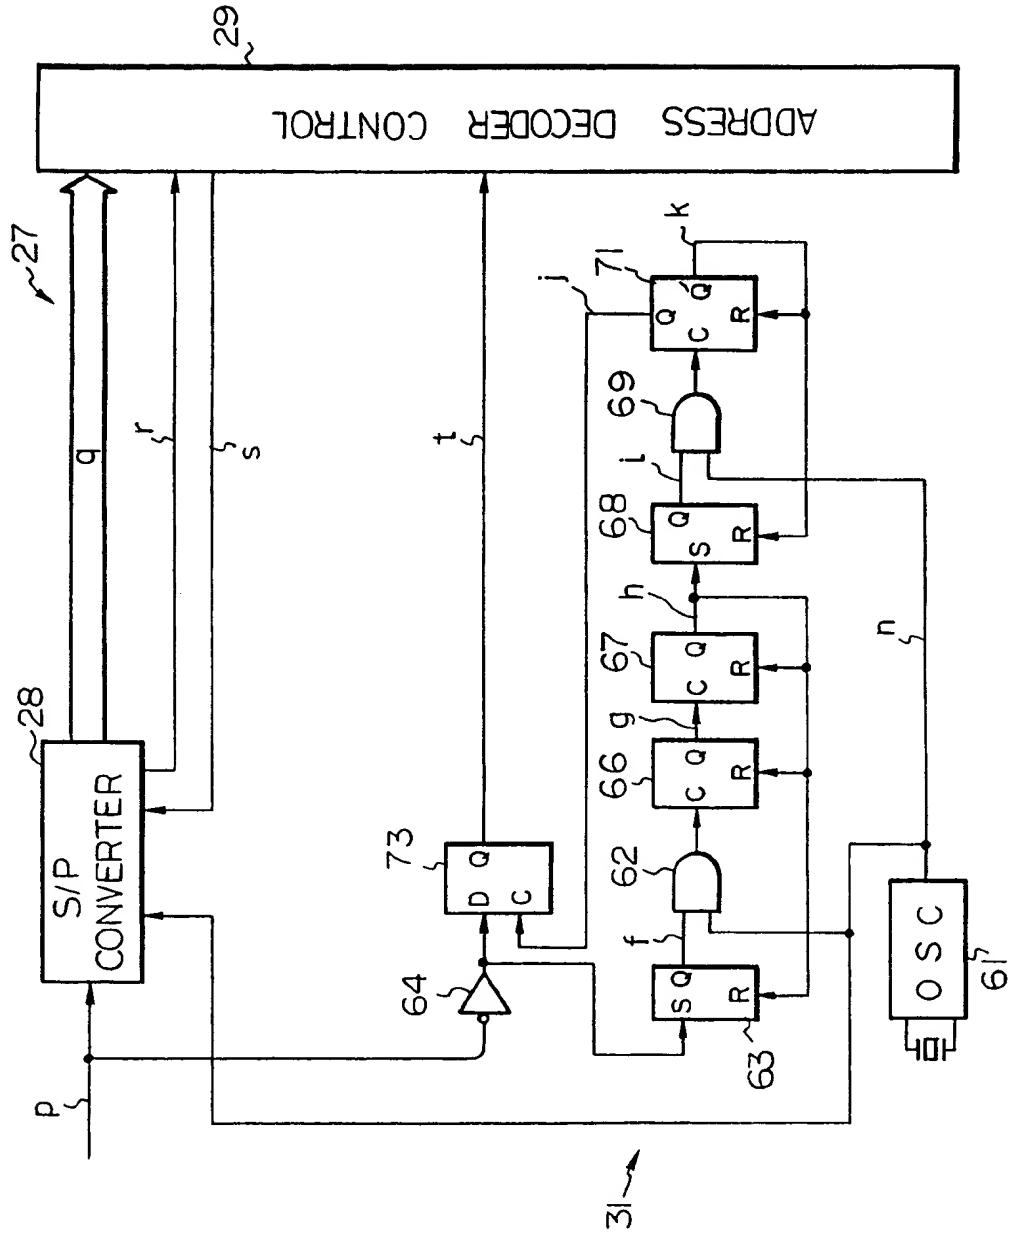 29
27
ADDRESS DECODER CONTROL
q
r
s
28
S/P
CONVERTER
p
t
73
D Q
C
64
j
k
71
Q
Q
C
R
69
i
68
Q
S
R
h
67
C Q
R
g
66
C Q
R
62
f
63
S Q
R
n
OSC
61
31